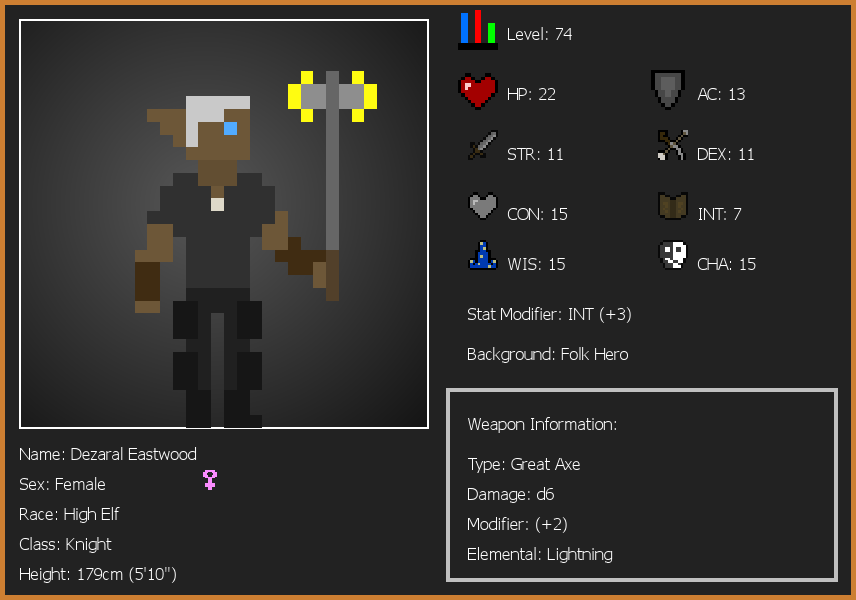 Level: 74
HP: 22
AC: 13
STR: 11
DEX: 11
CON: 15
INT: 7
WIS: 15
CHA: 15
Stat Modifier: INT (+3)
Background: Folk Hero
Weapon Information:
Type: Great Axe
Damage: d6
Modifier: (+2)
Elemental: Lightning
Name: Dezaral Eastwood
Sex: Female
Race: High Elf
Class: Knight
Height: 179cm (5'10")